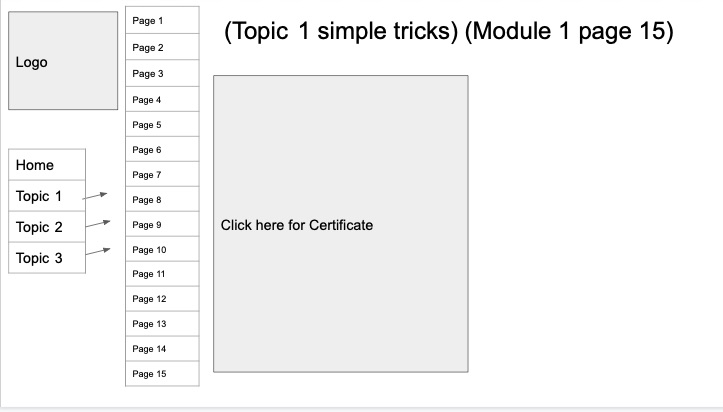 Logo
Home
Topic 1
Topic 2
Topic 3
Page 1
Page 2
Page 3
Page 4
Page 5
Page 6
Page 7
Page 8
Page 9
Page 10
Page 11
Page 12
Page 13
Page 14
Page 15
(Topic 1 simple tricks) (Module 1 page 15)
Click here for Certificate